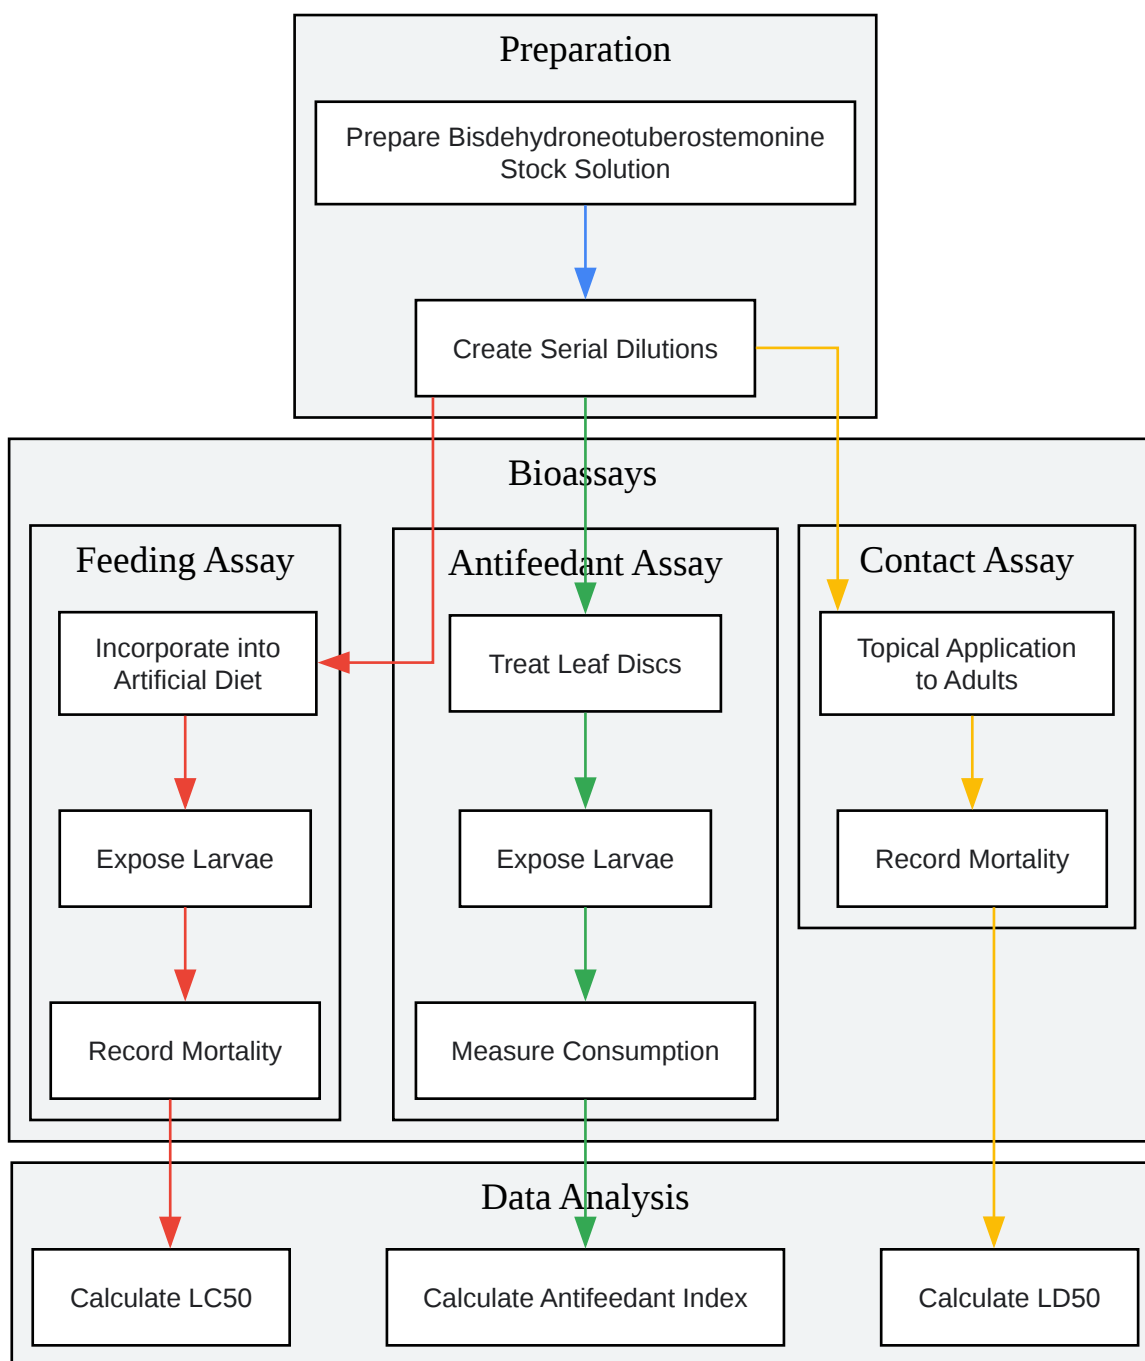 Preparation
Prepare Bisdehydroneotuberostemonine
Stock Solution
Create Serial Dilutions
Bioassays
Feeding Assay
Incorporate into
Artificial Diet
Expose Larvae
Record Mortality
Antifeedant Assay
Treat Leaf Discs
Expose Larvae
Measure Consumption
Contact Assay
Topical Application
to Adults
Record Mortality
Data Analysis
Calculate LC50
Calculate Antifeedant Index
Calculate LD50